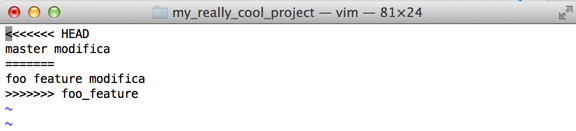 my_really_cool_project — vim — 81×24
<<<<<<< HEAD
master modifica
=======
foo feature modifica
>>>>>>> foo_feature
~
~